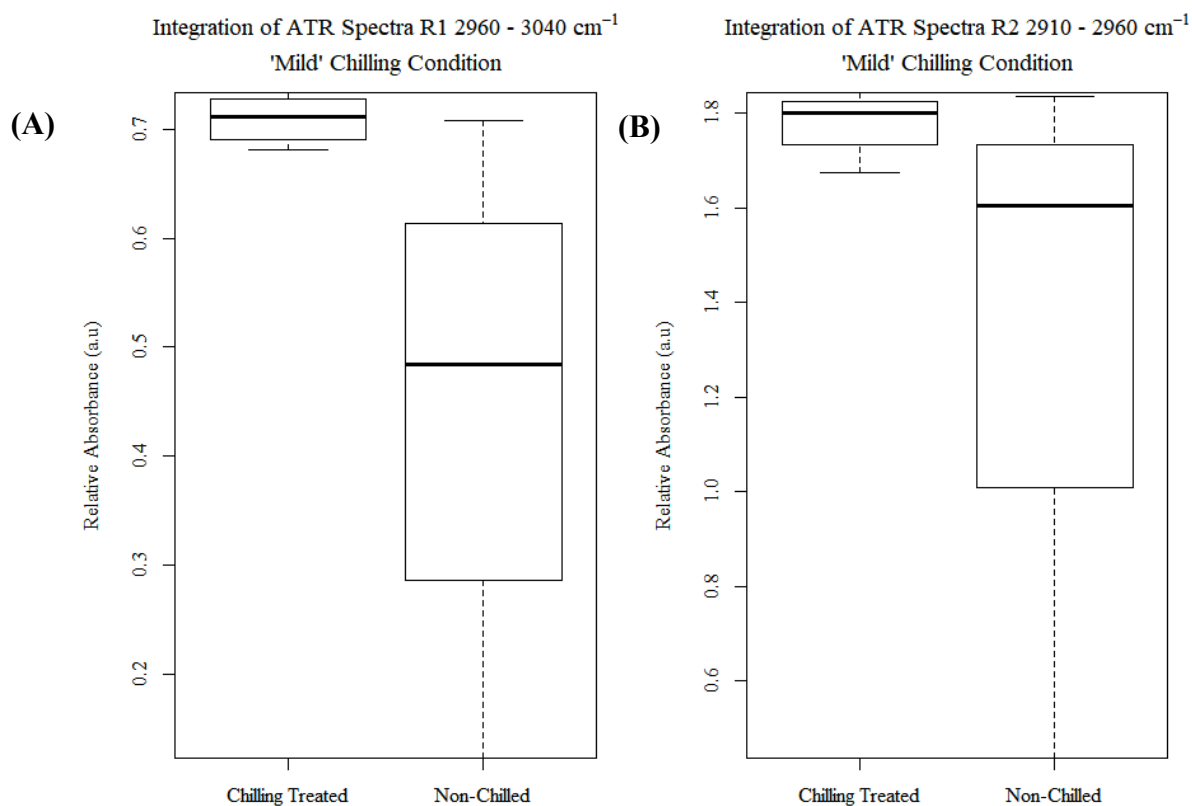 Integration of ATR Spectra R1 2960 - 3040 cm⁻¹
'Mild' Chilling Condition
(A)
Relative Absorbance (a.u)
0.7
0.6
0.5
0.4
0.3
0.2
Chilling Treated
Non-Chilled
Integration of ATR Spectra R2 2910 - 2960 cm⁻¹
'Mild' Chilling Condition
(B)
Relative Absorbance (a.u)
1.8
1.6
1.4
1.2
1.0
0.8
0.6
Chilling Treated
Non-Chilled